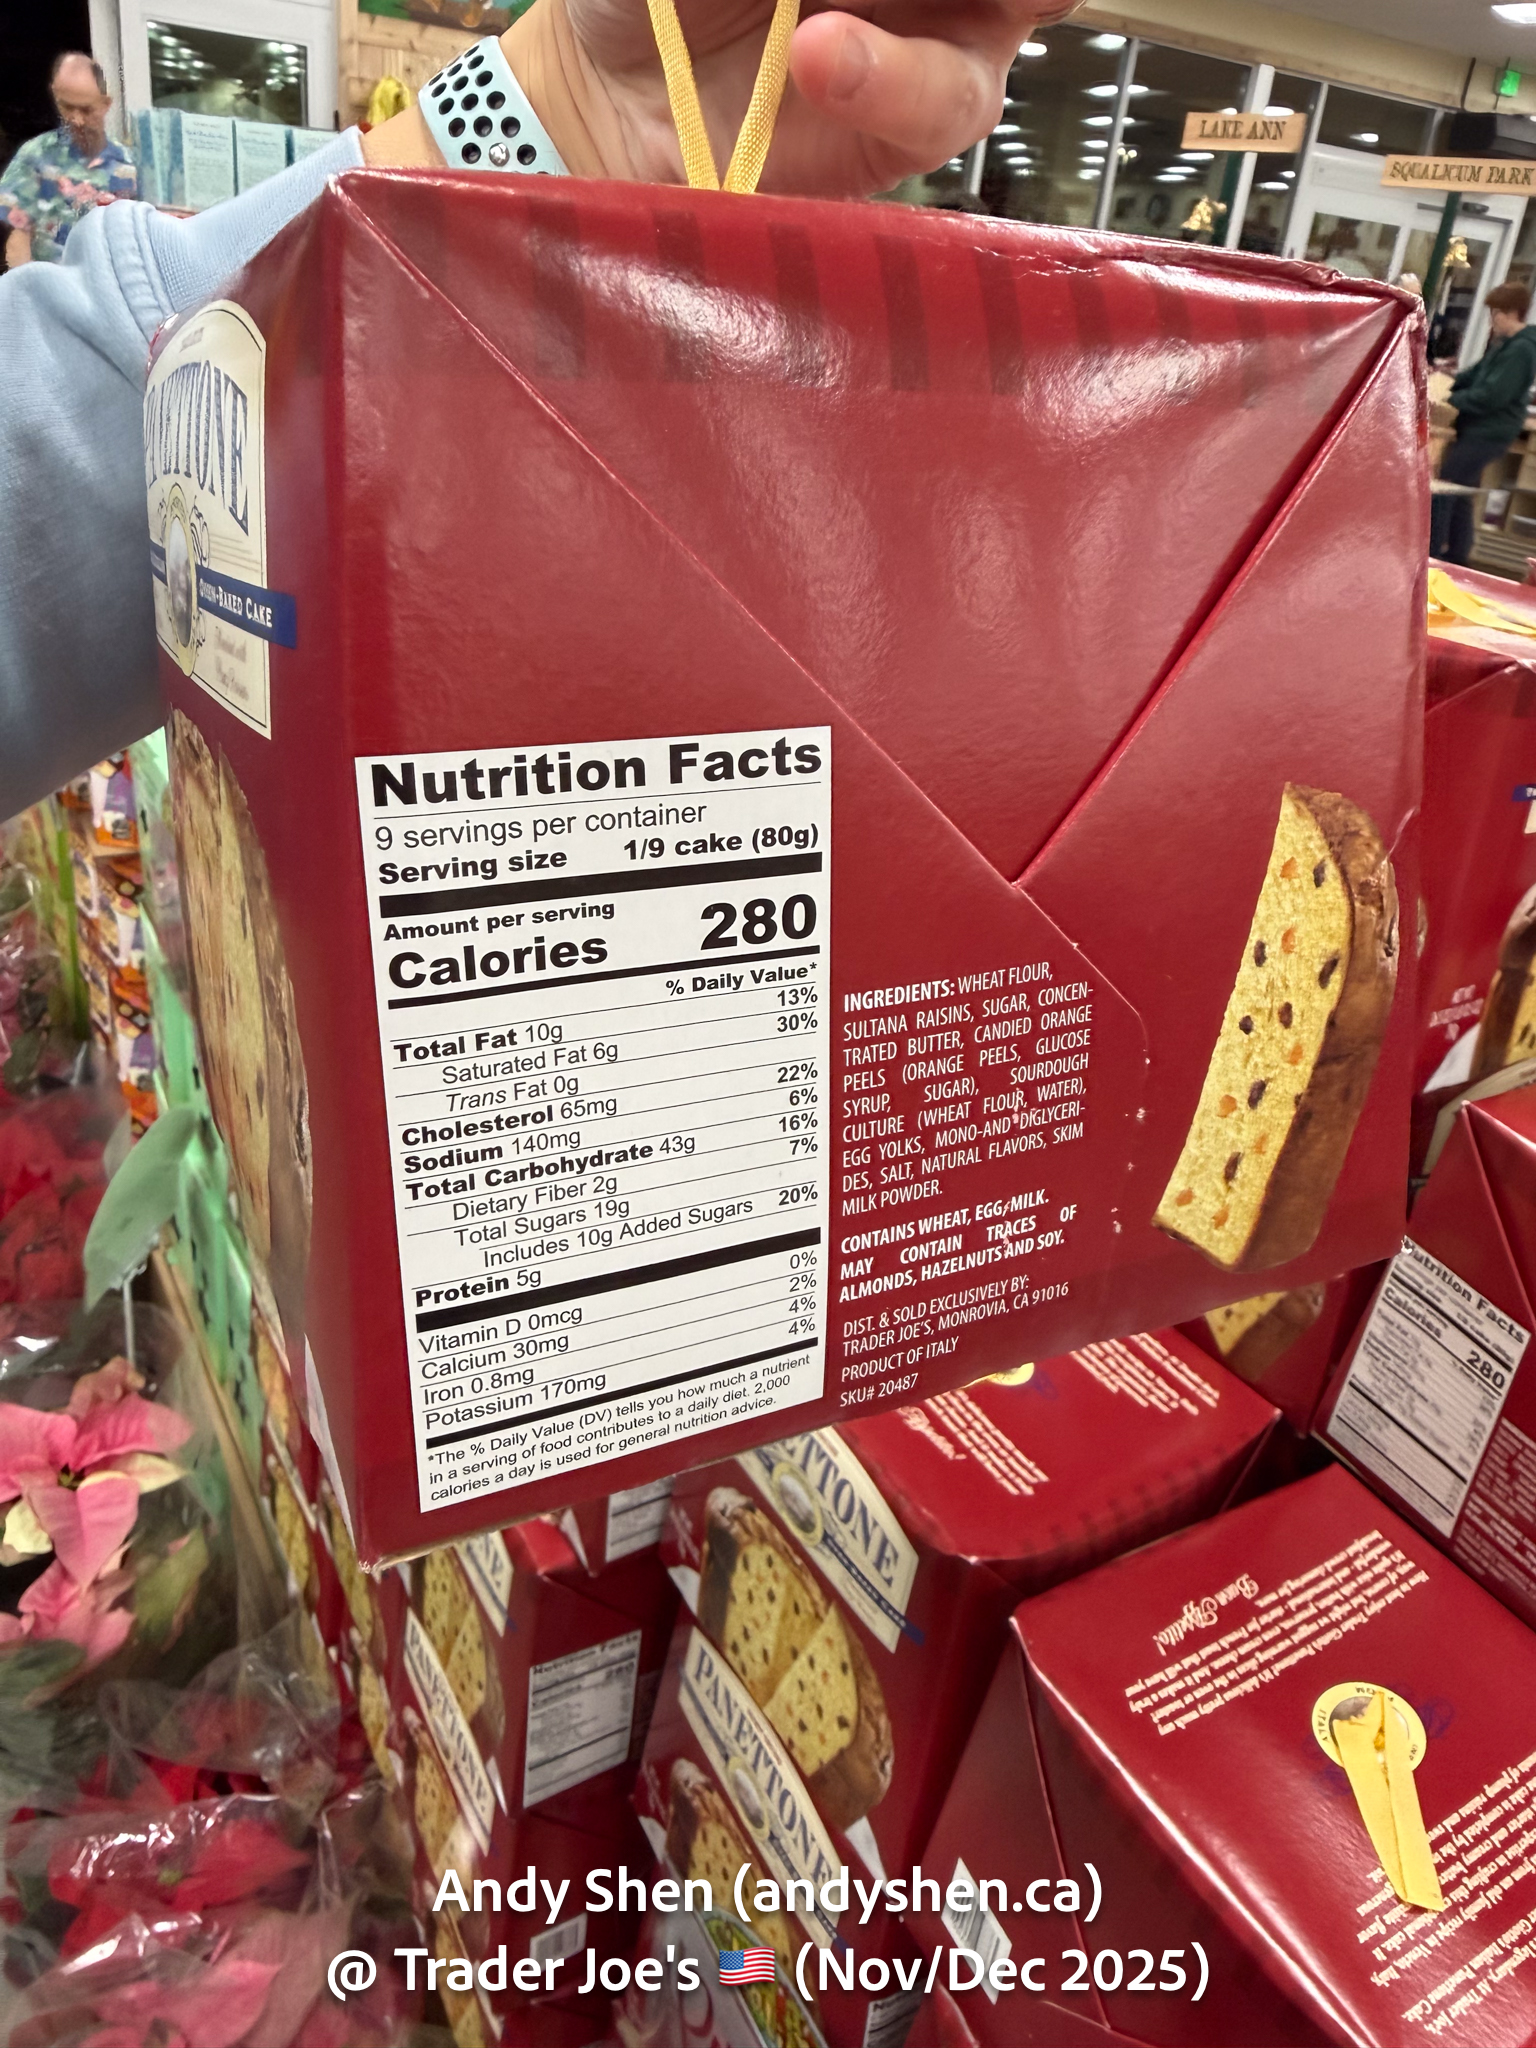 LAKE ANN
SQUALICUM PARK
PANETTONE
OVEN-BAKED CAKE
Nutrition Facts
9 servings per container
Serving size 1/9 cake (80g)
Amount per serving
Calories 280
% Daily Value*
Total Fat 10g 13%
Saturated Fat 6g 30%
Trans Fat 0g
Cholesterol 65mg 22%
Sodium 140mg 6%
Total Carbohydrate 43g 16%
Dietary Fiber 2g 7%
Total Sugars 19g
Includes 10g Added Sugars 20%
Protein 5g
Vitamin D 0mcg 0%
Calcium 30mg 2%
Iron 0.8mg 4%
Potassium 170mg 4%
*The % Daily Value (DV) tells you how much a nutrient
in a serving of food contributes to a daily diet. 2,000
calories a day is used for general nutrition advice.
INGREDIENTS: WHEAT FLOUR,
SULTANA RAISINS, SUGAR, CONCEN-
TRATED BUTTER, CANDIED ORANGE
PEELS (ORANGE PEELS, GLUCOSE
SYRUP, SUGAR), SOURDOUGH
CULTURE (WHEAT FLOUR, WATER),
EGG YOLKS, MONO-AND DIGLYCERI-
DES, SALT, NATURAL FLAVORS, SKIM
MILK POWDER.
CONTAINS WHEAT, EGG, MILK.
MAY CONTAIN TRACES OF
ALMONDS, HAZELNUTS AND SOY.
DIST. & SOLD EXCLUSIVELY BY:
TRADER JOE'S, MONROVIA, CA 91016
PRODUCT OF ITALY
SKU# 20487
Nutrition Facts
Calories 280
PANETTONE
PANETTONE
PANETTONE
Buon Appetito!
Andy Shen (andyshen.ca)
@ Trader Joe's 🇺🇸 (Nov/Dec 2025)